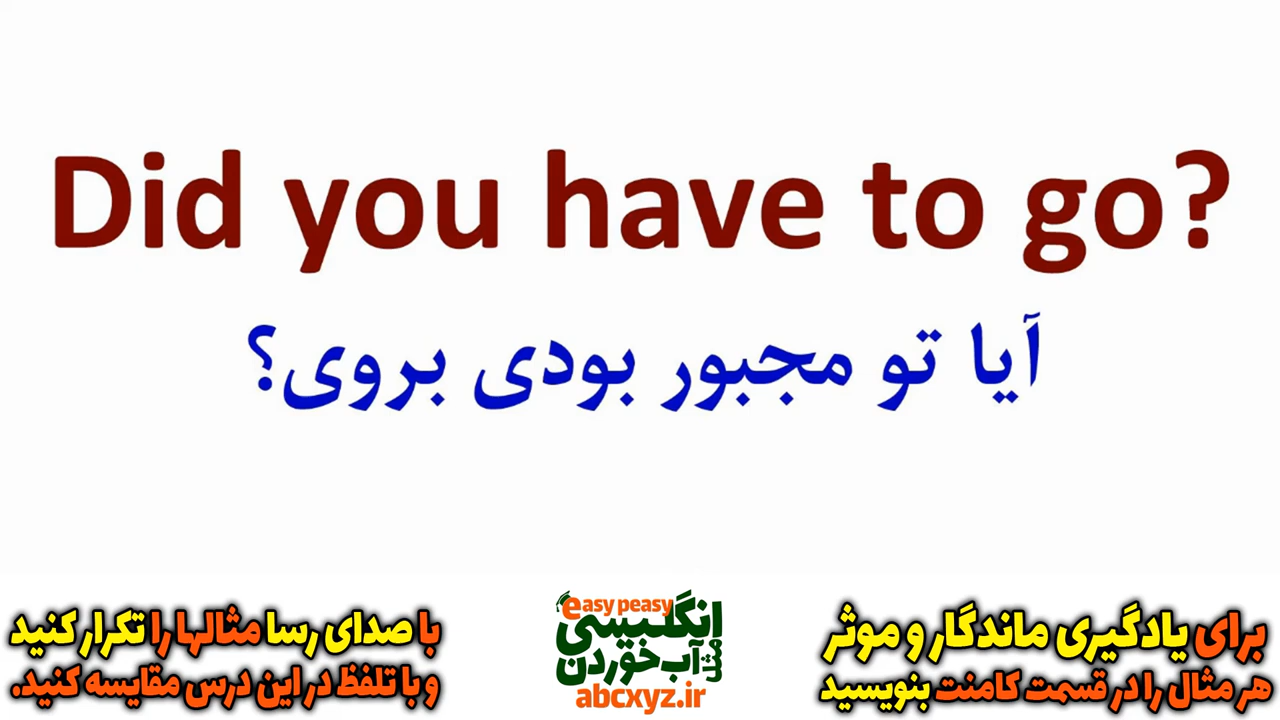 Did you have to go?
آیا تو مجبور بودی بروی؟
برای یادگیری ماندگار و موثر
هر مثال را در قسمت کامنت بنویسید
easy peasy
انگلیسی
مثل آب خوردن
abcxyz.ir
با صدای رسا مثالها را تکرار کنید
و با تلفظ در این درس مقایسه کنید.